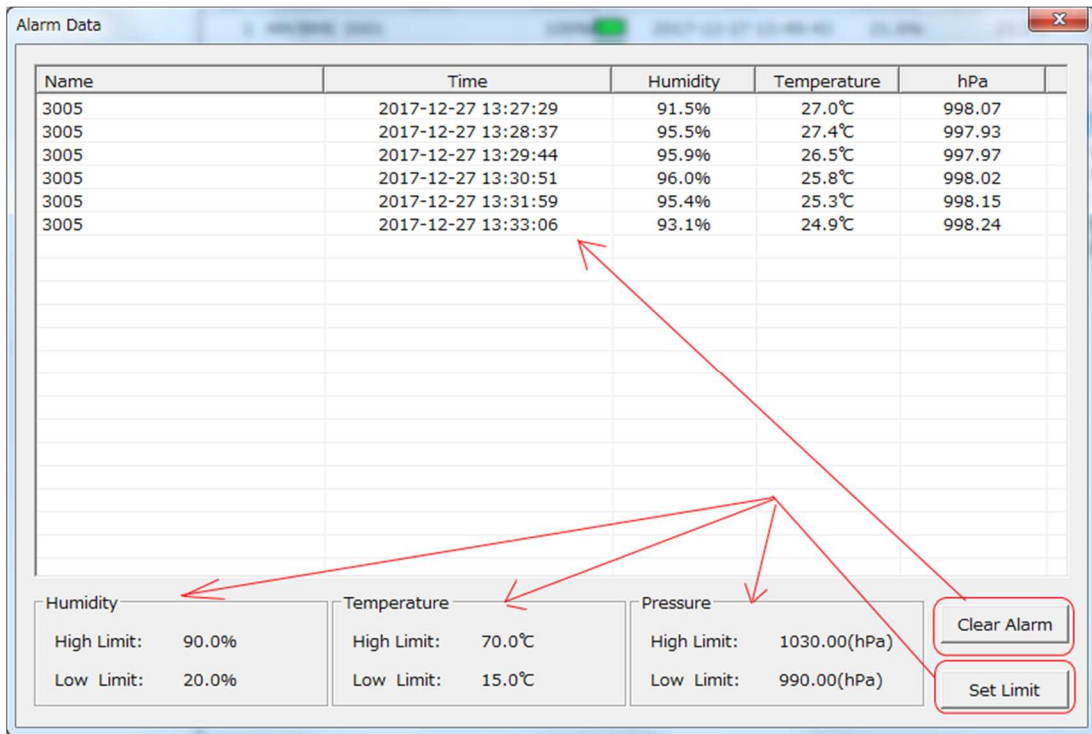 Alarm Data
Name Time Humidity Temperature hPa
3005 2017-12-27 13:27:29 91.5% 27.0℃ 998.07
3005 2017-12-27 13:28:37 95.5% 27.4℃ 997.93
3005 2017-12-27 13:29:44 95.9% 26.5℃ 997.97
3005 2017-12-27 13:30:51 96.0% 25.8℃ 998.02
3005 2017-12-27 13:31:59 95.4% 25.3℃ 998.15
3005 2017-12-27 13:33:06 93.1% 24.9℃ 998.24
Humidity
High Limit: 90.0%
Low Limit: 20.0%
Temperature
High Limit: 70.0℃
Low Limit: 15.0℃
Pressure
High Limit: 1030.00(hPa)
Low Limit: 990.00(hPa)
Clear Alarm
Set Limit